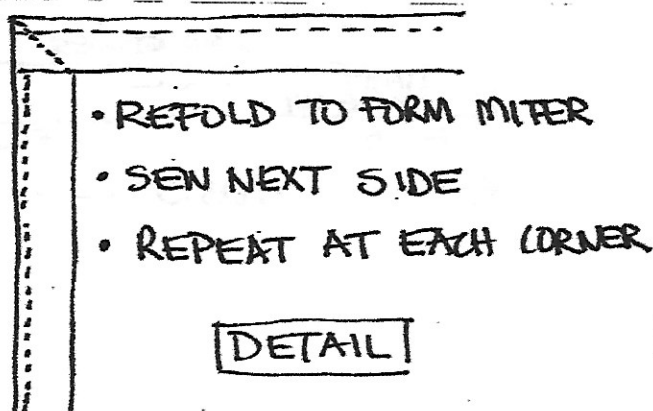 • REFOLD TO FORM MITER
• SEW NEXT SIDE
• REPEAT AT EACH CORNER
DETAIL